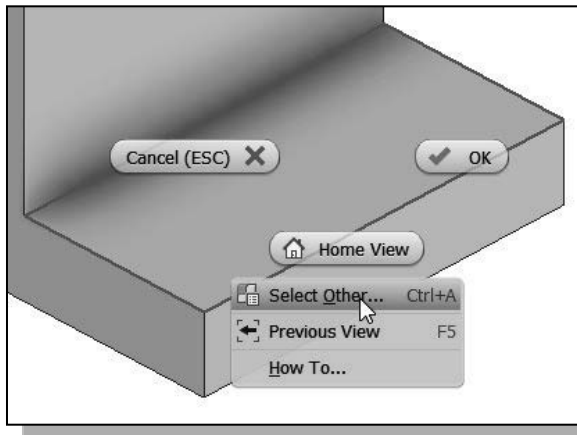 Cancel (ESC)
OK
Home View
Select Other... Ctrl+A
Previous View F5
How To...